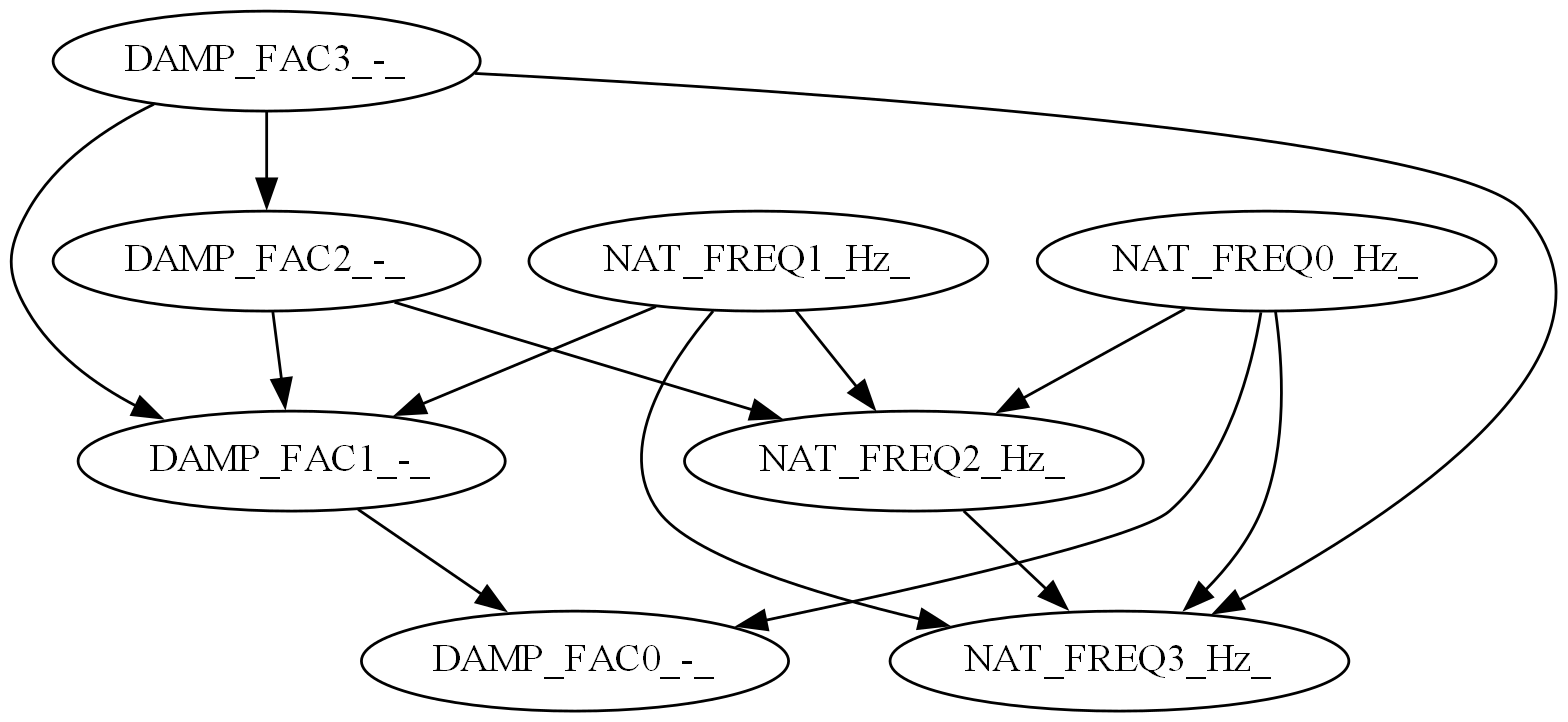 DAMP_FAC3_-_
DAMP_FAC2_-_
NAT_FREQ1_Hz_
NAT_FREQ0_Hz_
DAMP_FAC1_-_
NAT_FREQ2_Hz_
DAMP_FAC0_-_
NAT_FREQ3_Hz_